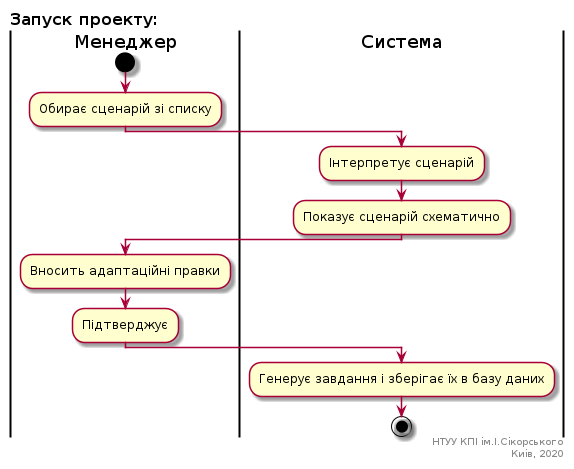 Запуск проекту:
Менеджер
Система
Обирає сценарій зі списку
Інтерпретує сценарій
Показує сценарій схематично
Вносить адаптаційні правки
Підтверджує
Генерує завдання і зберігає їх в базу даних
НТУУ КПІ ім.І.Сікорського
Київ, 2020